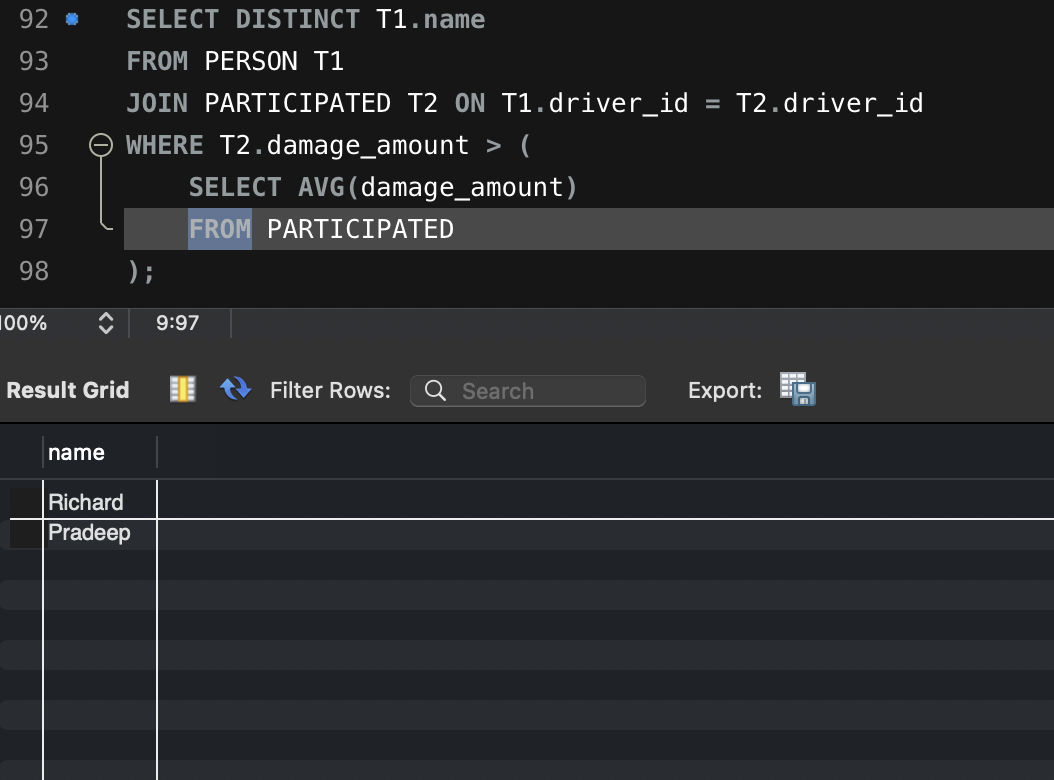 92 SELECT DISTINCT T1.name
93 FROM PERSON T1
94 JOIN PARTICIPATED T2 ON T1.driver_id = T2.driver_id
95 WHERE T2.damage_amount > (
96 SELECT AVG(damage_amount)
97 FROM PARTICIPATED
98 );
100% 9:97
Result Grid Filter Rows: Search Export:
name
Richard
Pradeep